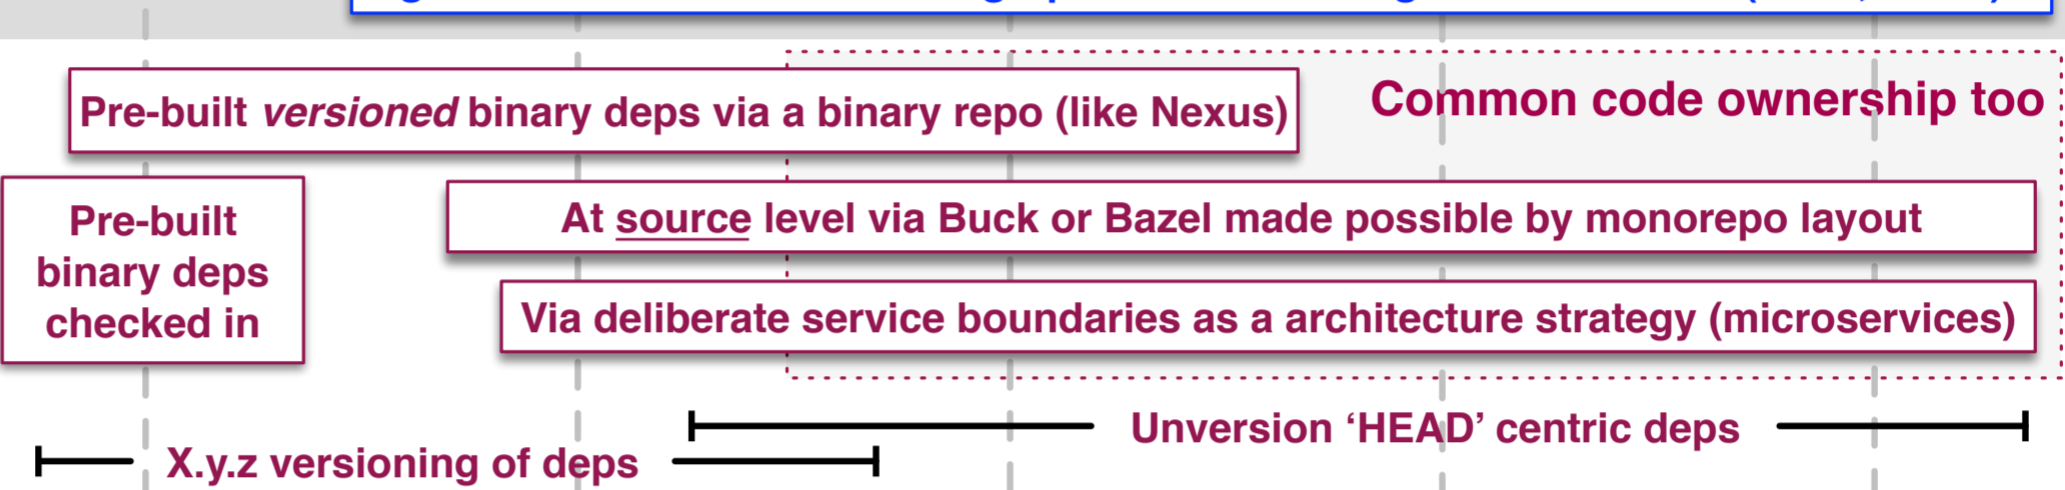 Pre-built versioned binary deps via a binary repo (like Nexus)
Common code ownership too
Pre-built
binary deps
checked in
At source level via Buck or Bazel made possible by monorepo layout
Via deliberate service boundaries as a architecture strategy (microservices)
Unversion ‘HEAD’ centric deps
X.y.z versioning of deps